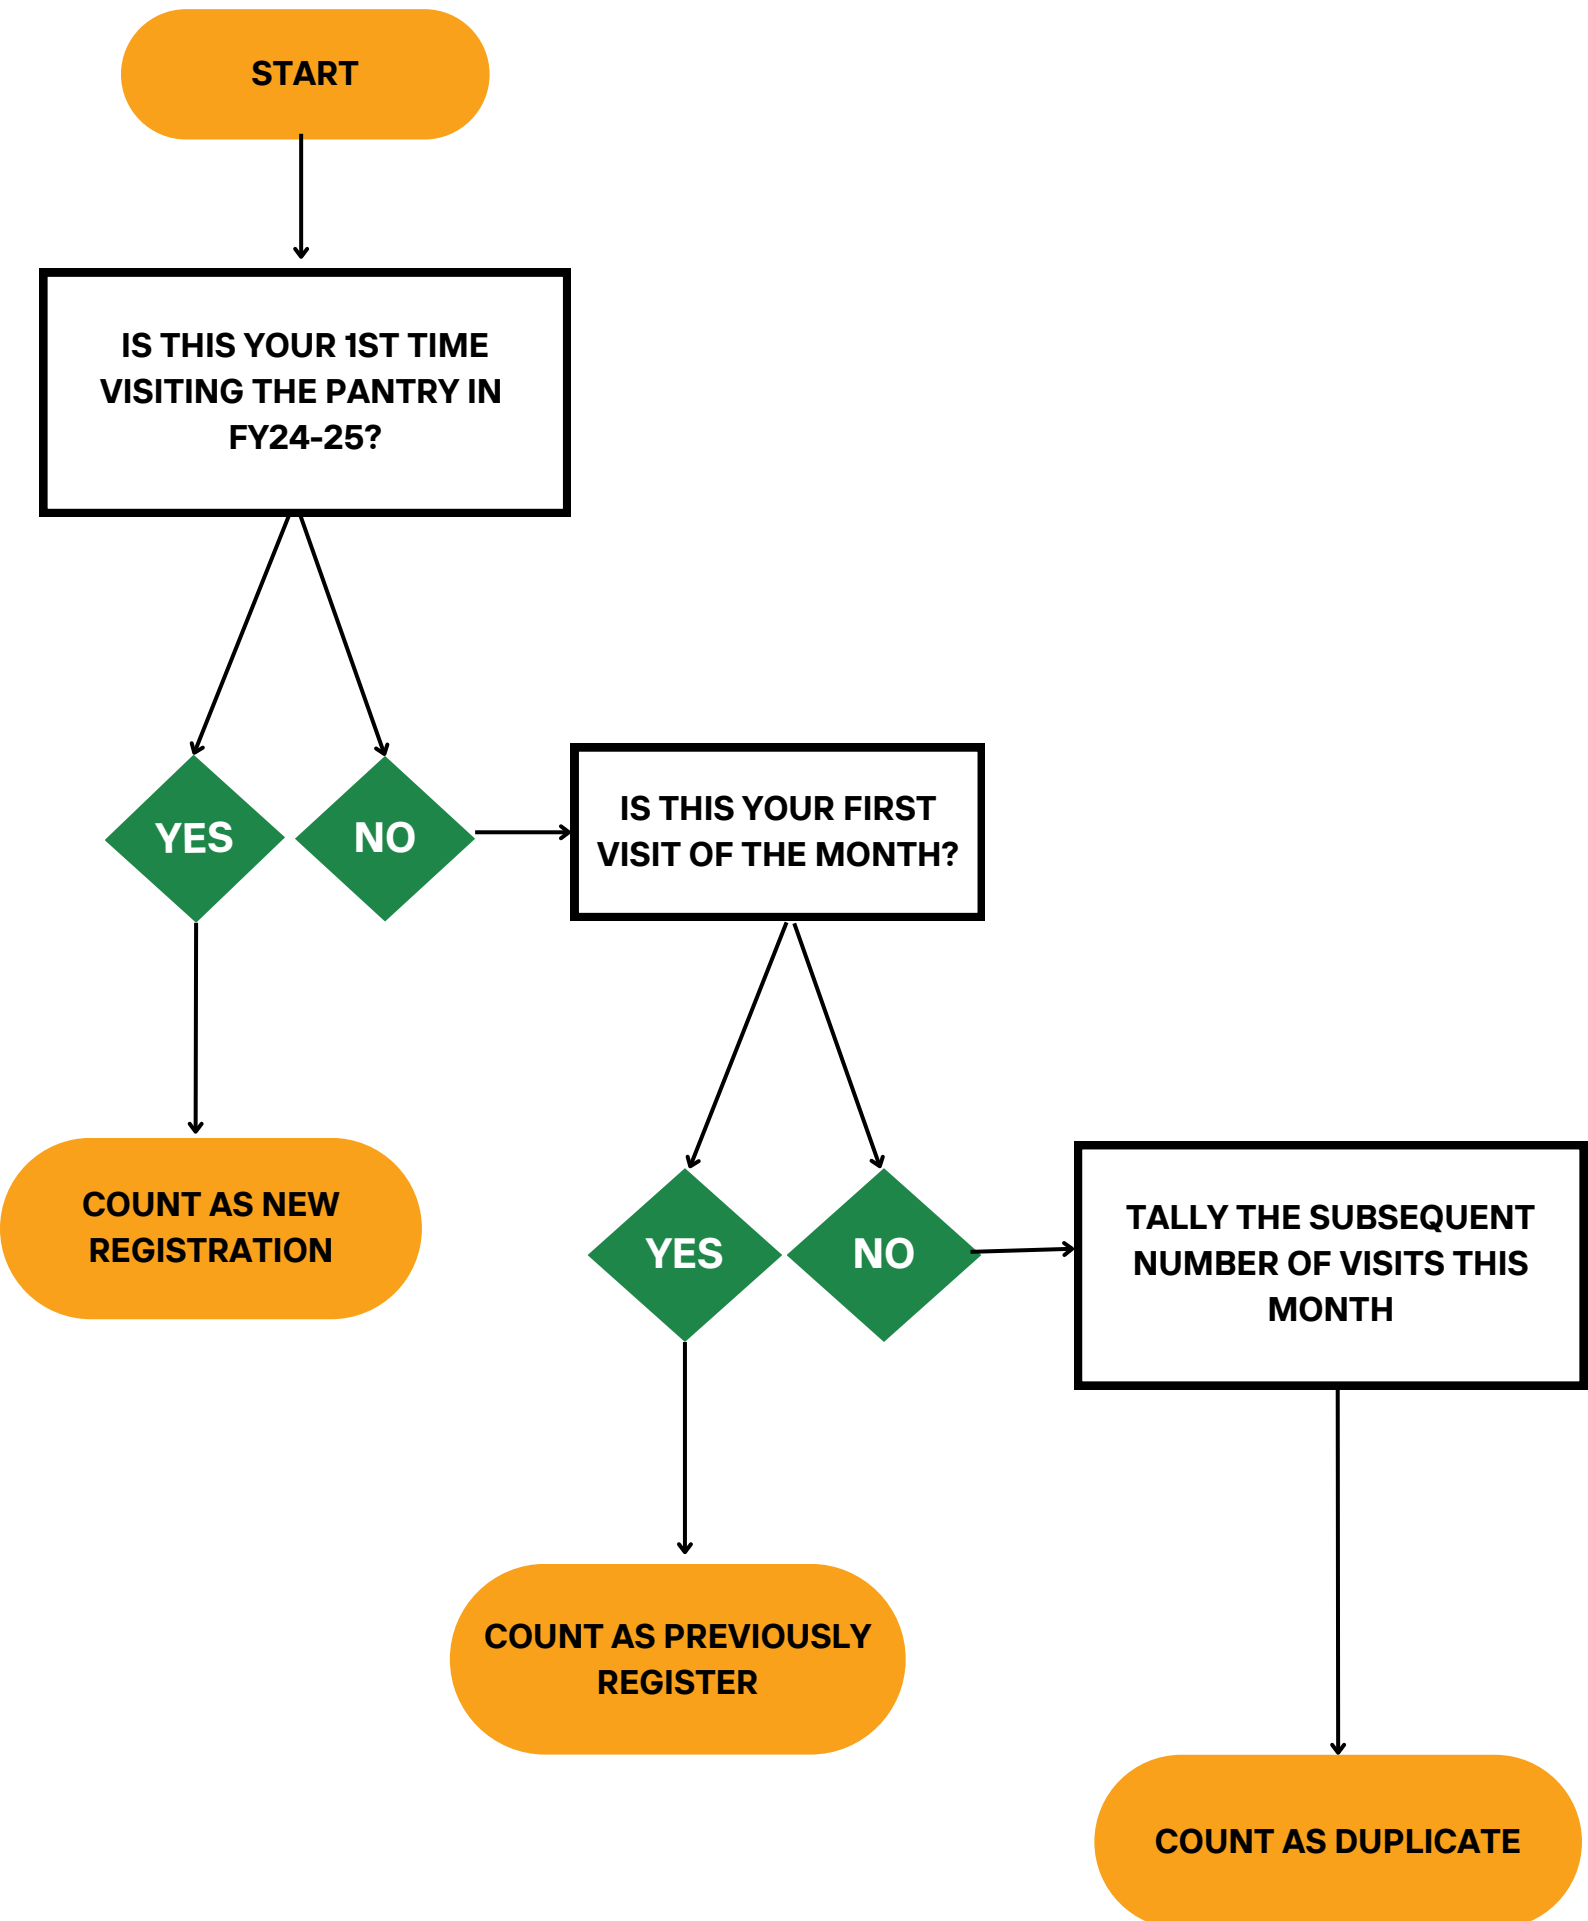 START
IS THIS YOUR 1ST TIME
VISITING THE PANTRY IN
FY24-25?
YES
NO
IS THIS YOUR FIRST
VISIT OF THE MONTH?
COUNT AS NEW
REGISTRATION
YES
NO
TALLY THE SUBSEQUENT
NUMBER OF VISITS THIS
MONTH
COUNT AS PREVIOUSLY
REGISTER
COUNT AS DUPLICATE